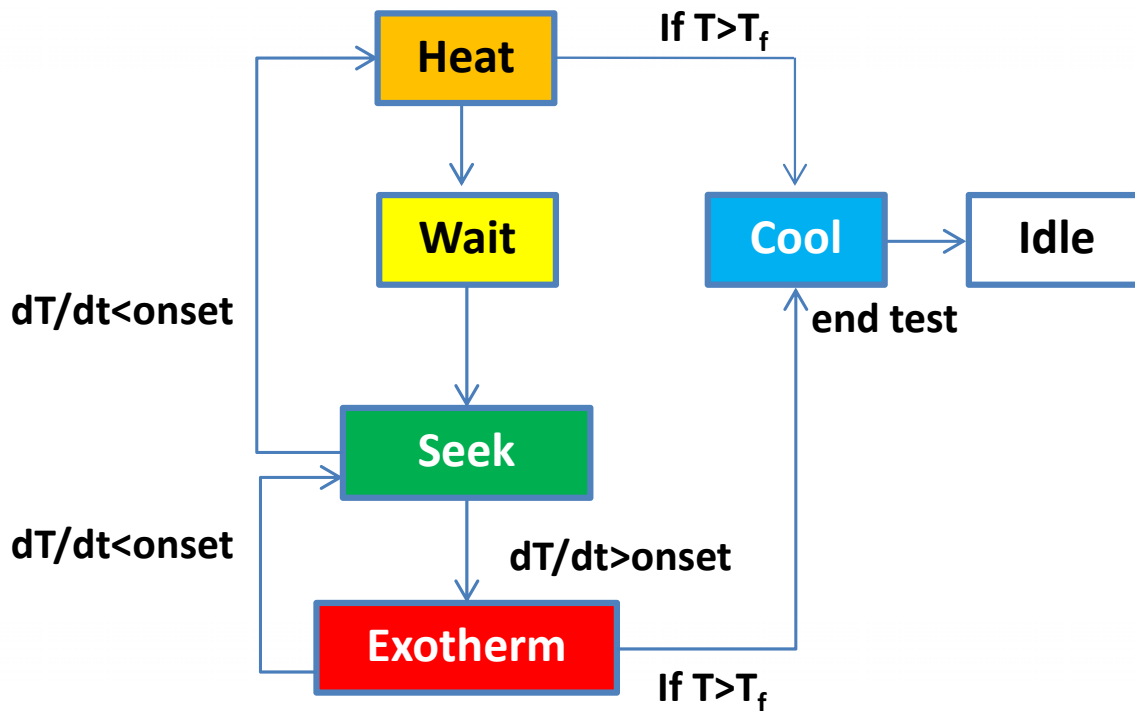 If T>Tf
Heat
Wait
Cool
Idle
dT/dt<onset
end test
Seek
dT/dt<onset
dT/dt>onset
Exotherm
If T>Tf